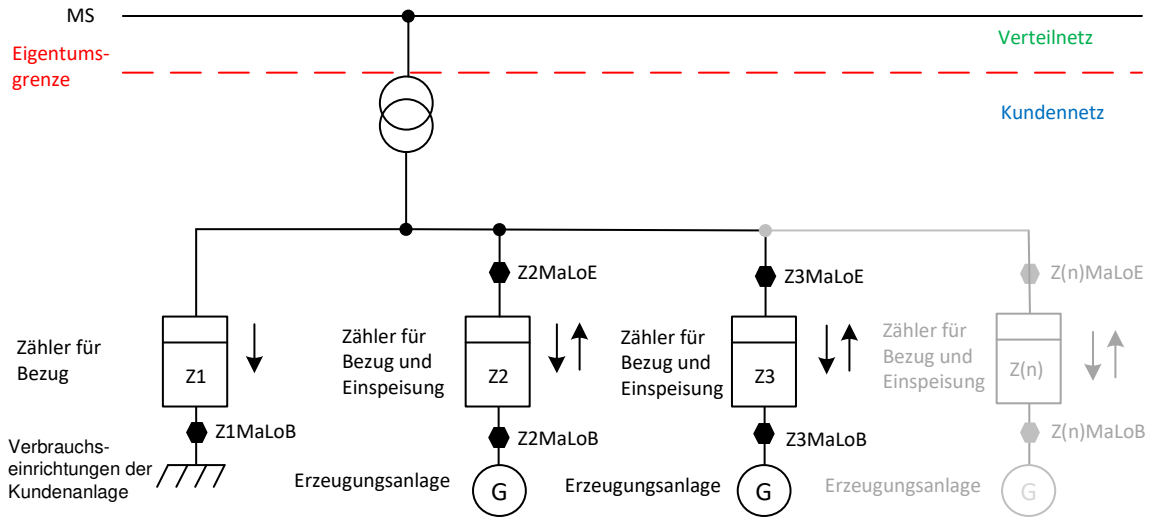 MS
Verteilnetz
Eigentums-
grenze
Kundennetz
Z2MaLoE
Z3MaLoE
Z(n)MaLoE
Zähler für
Bezug
Z1
Zähler für
Bezug und
Einspeisung
Z2
Zähler für
Bezug und
Einspeisung
Z3
Zähler für
Bezug und
Einspeisung
Z(n)
Z1MaLoB
Z2MaLoB
Z3MaLoB
Z(n)MaLoB
Verbrauchs-
einrichtungen der
Kundenanlage
Erzeugungsanlage
G
Erzeugungsanlage
G
Erzeugungsanlage
G